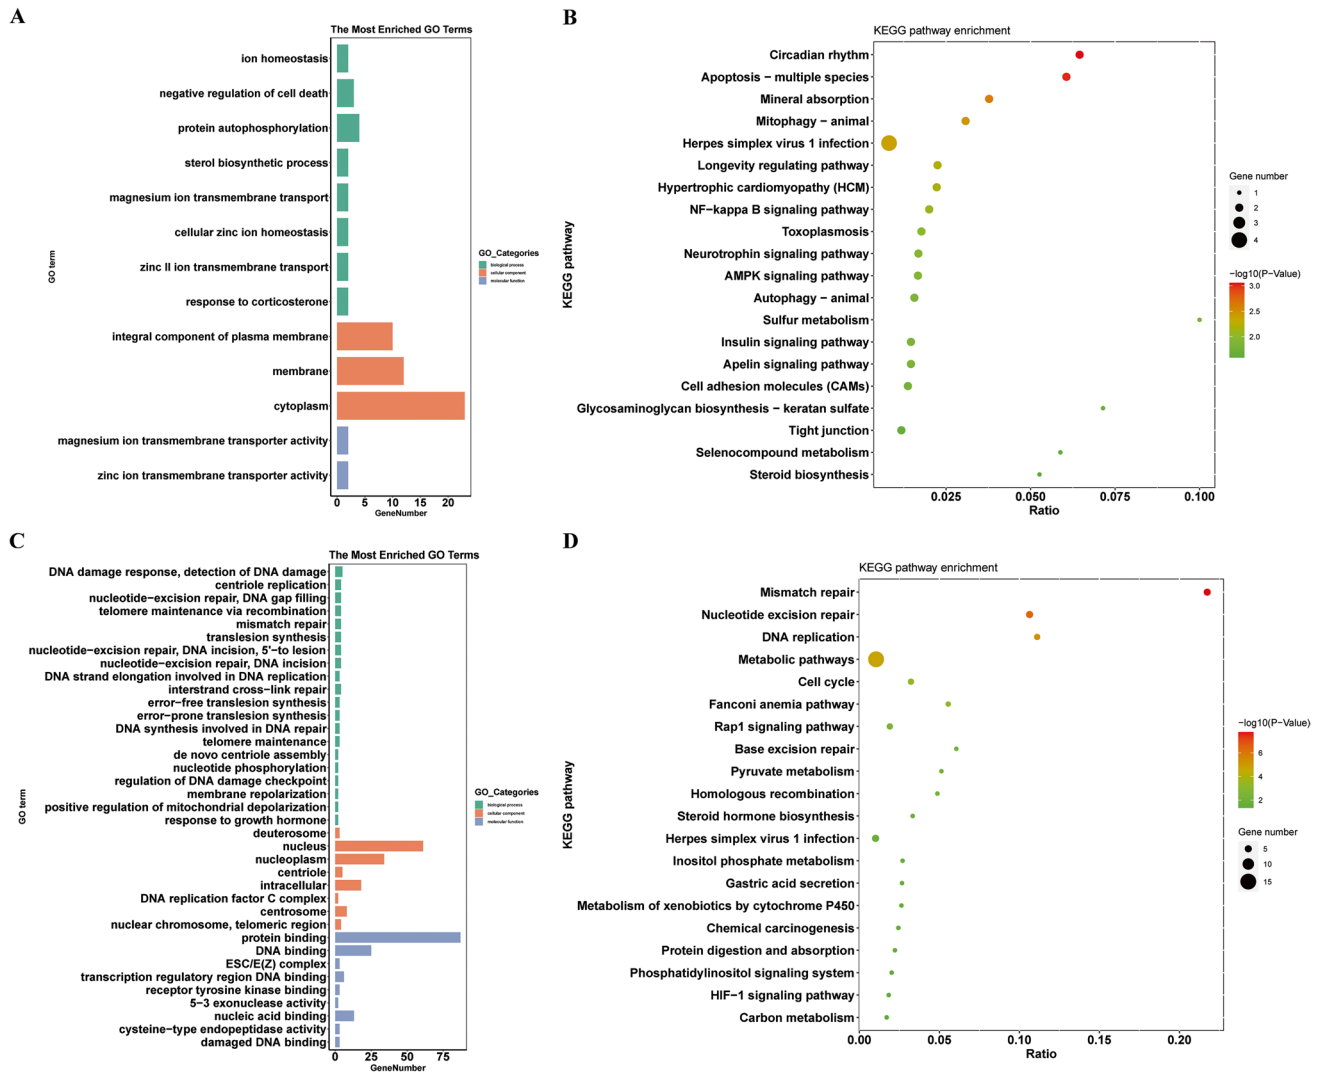 A
The Most Enriched GO Terms
ion homeostasis
negative regulation of cell death
protein autophosphorylation
sterol biosynthetic process
magnesium ion transmembrane transport
cellular zinc ion homeostasis
zinc II ion transmembrane transport
response to corticosterone
integral component of plasma membrane
membrane
cytoplasm
magnesium ion transmembrane transporter activity
zinc ion transmembrane transporter activity
GO term
0 5 10 15 20
GeneNumber
GO_Categories
biological process
cellular component
molecular function
B
KEGG pathway enrichment
Circadian rhythm
Apoptosis − multiple species
Mineral absorption
Mitophagy − animal
Herpes simplex virus 1 infection
Longevity regulating pathway
Hypertrophic cardiomyopathy (HCM)
NF−kappa B signaling pathway
Toxoplasmosis
Neurotrophin signaling pathway
AMPK signaling pathway
Autophagy − animal
Sulfur metabolism
Insulin signaling pathway
Apelin signaling pathway
Cell adhesion molecules (CAMs)
Glycosaminoglycan biosynthesis − keratan sulfate
Tight junction
Selenocompound metabolism
Steroid biosynthesis
KEGG pathway
0.025 0.050 0.075 0.100
Ratio
Gene number
1
2
3
4
−log10(P−Value)
3.0
2.5
2.0
C
The Most Enriched GO Terms
DNA damage response, detection of DNA damage
centriole replication
nucleotide−excision repair, DNA gap filling
telomere maintenance via recombination
mismatch repair
translesion synthesis
nucleotide−excision repair, DNA incision, 5'−to lesion
nucleotide−excision repair, DNA incision
DNA strand elongation involved in DNA replication
interstrand cross−link repair
error−free translesion synthesis
error−prone translesion synthesis
DNA synthesis involved in DNA repair
telomere maintenance
de novo centriole assembly
nucleotide phosphorylation
regulation of DNA damage checkpoint
membrane repolarization
positive regulation of mitochondrial depolarization
response to growth hormone
deuterosome
nucleus
nucleoplasm
centriole
intracellular
DNA replication factor C complex
centrosome
nuclear chromosome, telomeric region
protein binding
DNA binding
ESC/E(Z) complex
transcription regulatory region DNA binding
receptor tyrosine kinase binding
5−3 exonuclease activity
nucleic acid binding
cysteine−type endopeptidase activity
damaged DNA binding
GO term
0 25 50 75
GeneNumber
GO_Categories
biological process
cellular component
molecular function
D
KEGG pathway enrichment
Mismatch repair
Nucleotide excision repair
DNA replication
Metabolic pathways
Cell cycle
Fanconi anemia pathway
Rap1 signaling pathway
Base excision repair
Pyruvate metabolism
Homologous recombination
Steroid hormone biosynthesis
Herpes simplex virus 1 infection
Inositol phosphate metabolism
Gastric acid secretion
Metabolism of xenobiotics by cytochrome P450
Chemical carcinogenesis
Protein digestion and absorption
Phosphatidylinositol signaling system
HIF−1 signaling pathway
Carbon metabolism
KEGG pathway
0.00 0.05 0.10 0.15 0.20
Ratio
−log10(P−Value)
6
4
2
Gene number
5
10
15